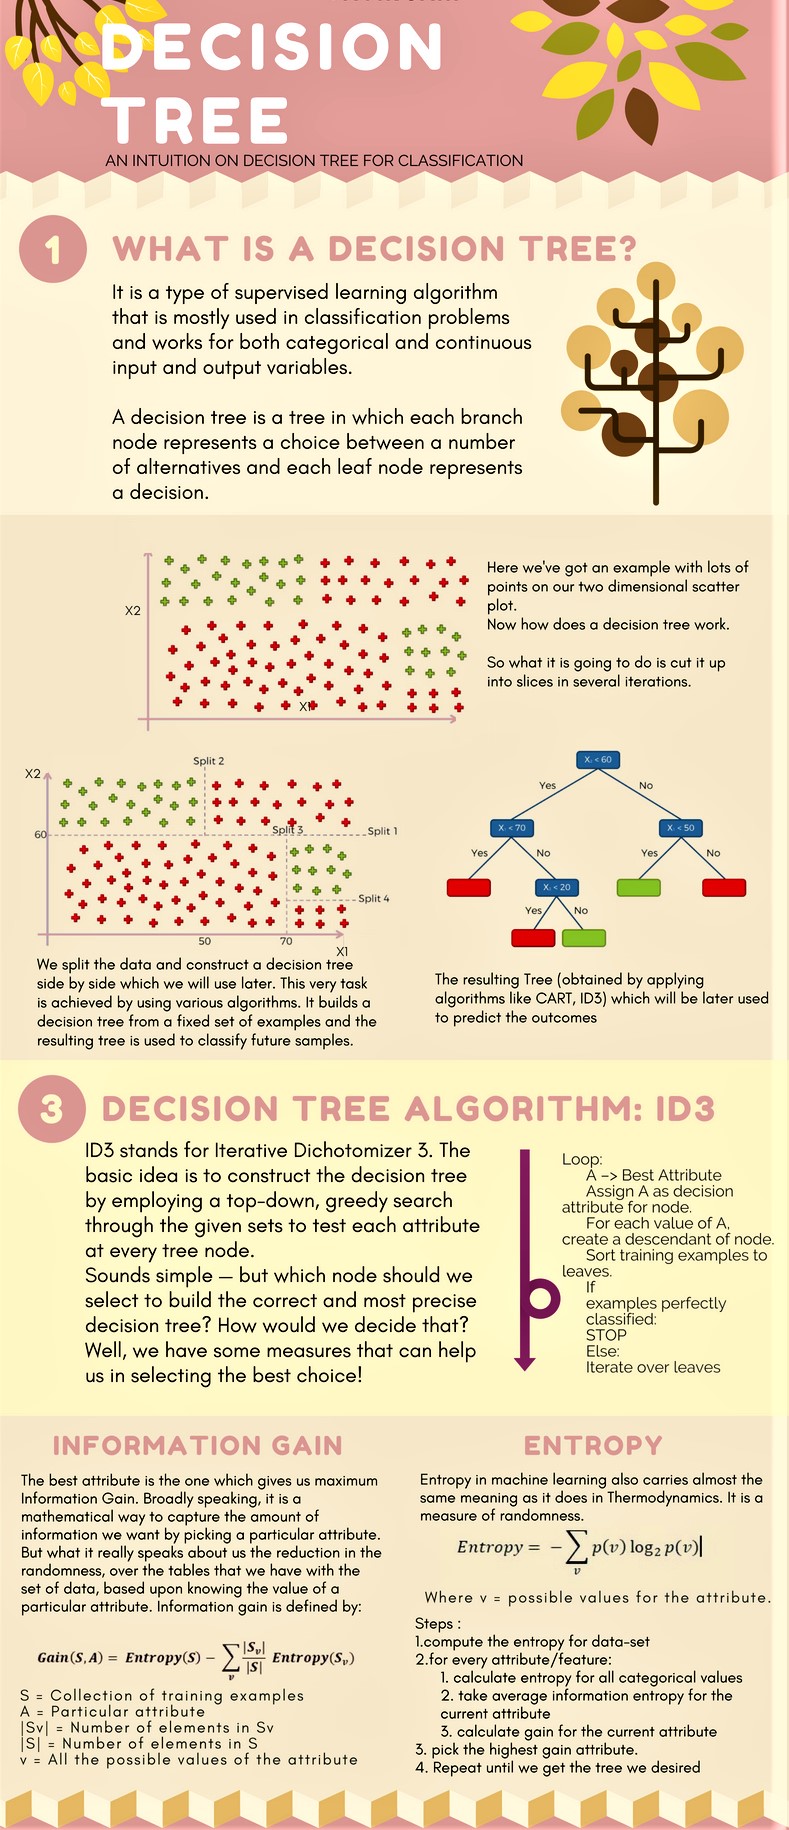 DECISION
TREE
AN INTUITION ON DECISION TREE FOR CLASSIFICATION
1
WHAT IS A DECISION TREE?
It is a type of supervised learning algorithm
that is mostly used in classification problems
and works for both categorical and continuous
input and output variables.
A decision tree is a tree in which each branch
node represents a choice between a number
of alternatives and each leaf node represents
a decision.
X2
X1
Here we've got an example with lots of
points on our two dimensional scatter
plot.
Now how does a decision tree work.
So what it is going to do is cut it up
into slices in several iterations.
Split 2
X2
Split 3
60
Split 1
Split 4
50
70
X1
We split the data and construct a decision tree
side by side which we will use later. This very task
is achieved by using various algorithms. It builds a
decision tree from a fixed set of examples and the
resulting tree is used to classify future samples.
X < 60
Yes
No
X < 70
X < 50
Yes
No
Yes
No
X < 20
Yes
No
The resulting Tree (obtained by applying
algorithms like CART, ID3) which will be later used
to predict the outcomes
3
DECISION TREE ALGORITHM: ID3
ID3 stands for Iterative Dichotomizer 3. The
basic idea is to construct the decision tree
by employing a top-down, greedy search
through the given sets to test each attribute
at every tree node.
Sounds simple — but which node should we
select to build the correct and most precise
decision tree? How would we decide that?
Well, we have some measures that can help
us in selecting the best choice!
Loop:
A –> Best Attribute
Assign A as decision
attribute for node.
For each value of A,
create a descendant of node.
Sort training examples to
leaves.
If
examples perfectly
classified:
STOP
Else:
Iterate over leaves
INFORMATION GAIN
The best attribute is the one which gives us maximum
Information Gain. Broadly speaking, it is a
mathematical way to capture the amount of
information we want by picking a particular attribute.
But what it really speaks about us the reduction in the
randomness, over the tables that we have with the
set of data, based upon knowing the value of a
particular attribute. Information gain is defined by:
Gain(S, A) = Entropy(S) − ∑_v |S_v|/|S| Entropy(S_v)
S = Collection of training examples
A = Particular attribute
|Sv| = Number of elements in Sv
|S| = Number of elements in S
v = All the possible values of the attribute
ENTROPY
Entropy in machine learning also carries almost the
same meaning as it does in Thermodynamics. It is a
measure of randomness.
Entropy = − ∑_v p(v) log₂ p(v)|
Where v = possible values for the attribute.
Steps :
1.compute the entropy for data-set
2.for every attribute/feature:
1. calculate entropy for all categorical values
2. take average information entropy for the
current attribute
3. calculate gain for the current attribute
3. pick the highest gain attribute.
4. Repeat until we get the tree we desired